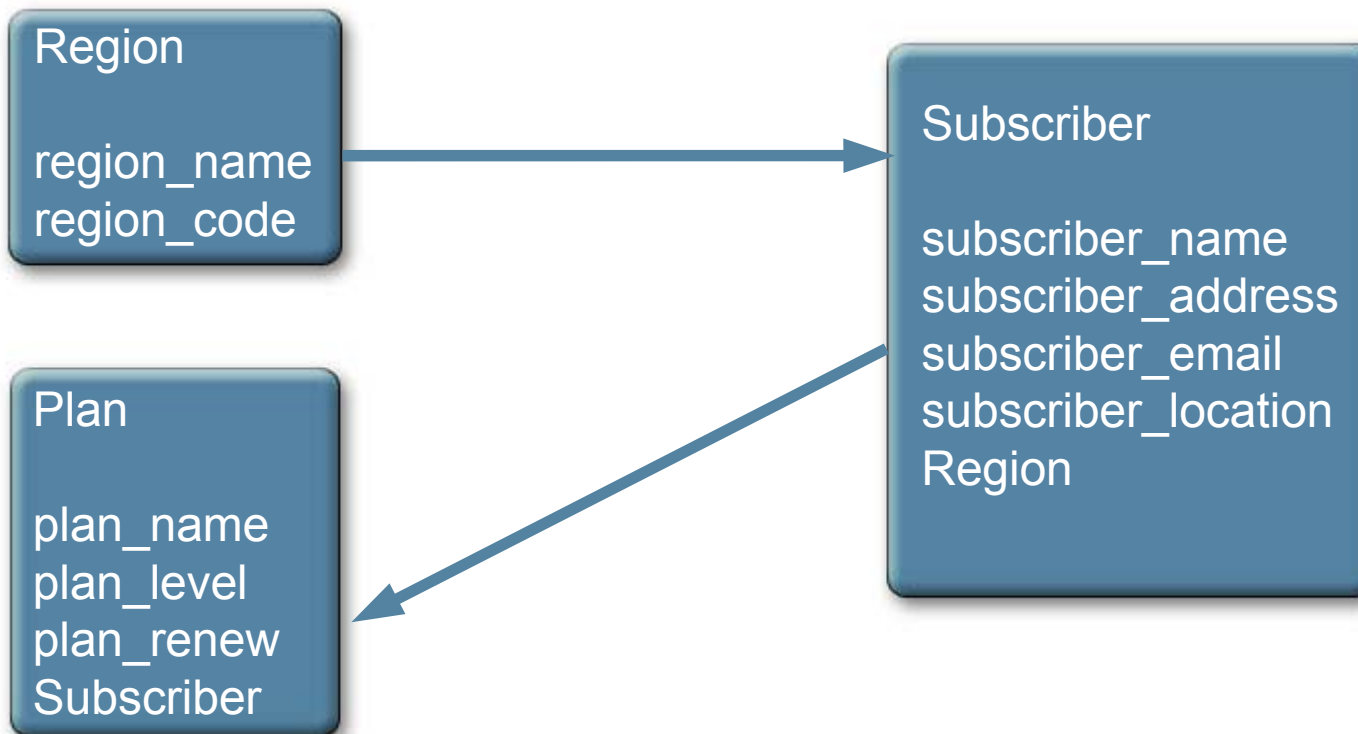 Region
region_name
region_code
Subscriber
subscriber_name
subscriber_address
subscriber_email
subscriber_location
Region
Plan
plan_name
plan_level
plan_renew
Subscriber